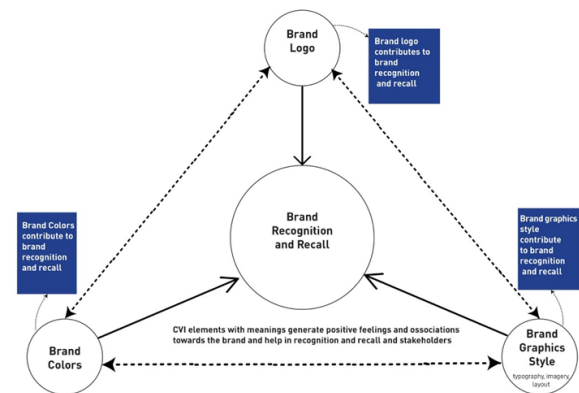 Brand
Logo
Brand logo
contributes to
brand
recognition
and recall
Brand
Recognition
and Recall
Brand Colors
contribute to
brand
recognition
and recall
Brand graphics
style
contribute
to brand
recognition
and recall
CVI elements with meanings generate positive feelings and ossociations
towards the brand and help in recognition and recall and stakeholders
Brand
Colors
Brand
Graphics
Style
typography, imagery,
layout